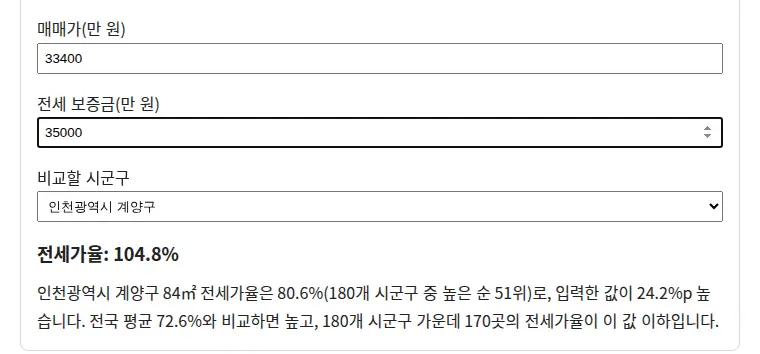 매매가(만 원)
33400
전세 보증금(만 원)
35000
비교할 시군구
인천광역시 계양구
전세가율: 104.8%
인천광역시 계양구 84㎡ 전세가율은 80.6%(180개 시군구 중 높은 순 51위)로, 입력한 값이 24.2%p 높
습니다. 전국 평균 72.6%와 비교하면 높고, 180개 시군구 가운데 170곳의 전세가율이 이 값 이하입니다.